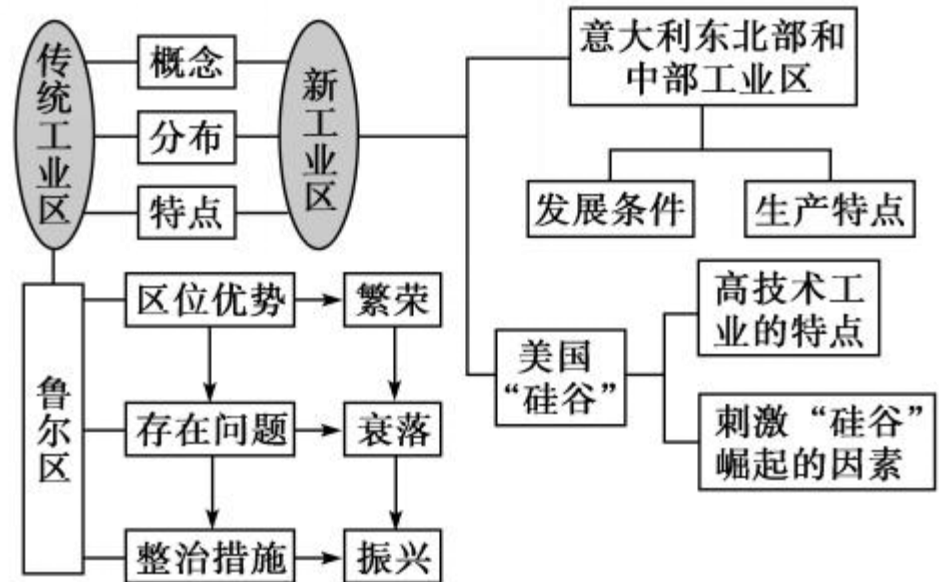 传统工业区
概念
分布
特点
新工业区
意大利东北部和
中部工业区
发展条件
生产特点
美国
“硅谷”
高技术工
业的特点
刺激“硅谷”
崛起的因素
鲁尔区
区位优势
繁荣
存在问题
衰落
整治措施
振兴